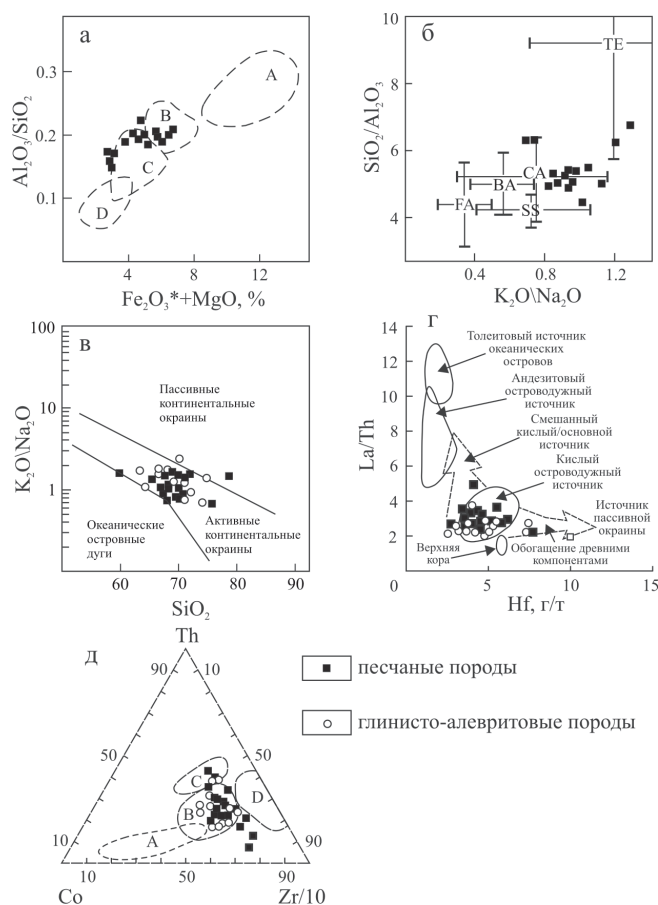 а
Al₂O₃/SiO₂
0.3
0.2
0.1
A
B
C
D
4
8
12
Fe₂O₃*+MgO, %
б
SiO₂/Al₂O₃
10
8
6
4
TE
CA
BA
FA
SS
0.4
0.8
1.2
K₂O\Na₂O
в
K₂O\Na₂O
100
10
1
Пассивные
континентальные
окраины
Океанические
островные
дуги
Активные
континентальные
окраины
50
60
70
80
90
SiO₂
г
La/Th
14
12
10
8
6
4
2
0
Толеитовый источник
океанических
островов
Андезитовый
островодужный
источник
Смешанный
кислый/основной
источник
Кислый
островодужный
источник
Источник
пассивной
окраины
Верхняя
кора
Обогащение древними
компонентами
5
10
15
Hf, г/т
д
Th
90
10
50
50
10
90
A
B
C
D
10
50
90
Co
Zr/10
песчаные породы
глинисто-алевритовые породы